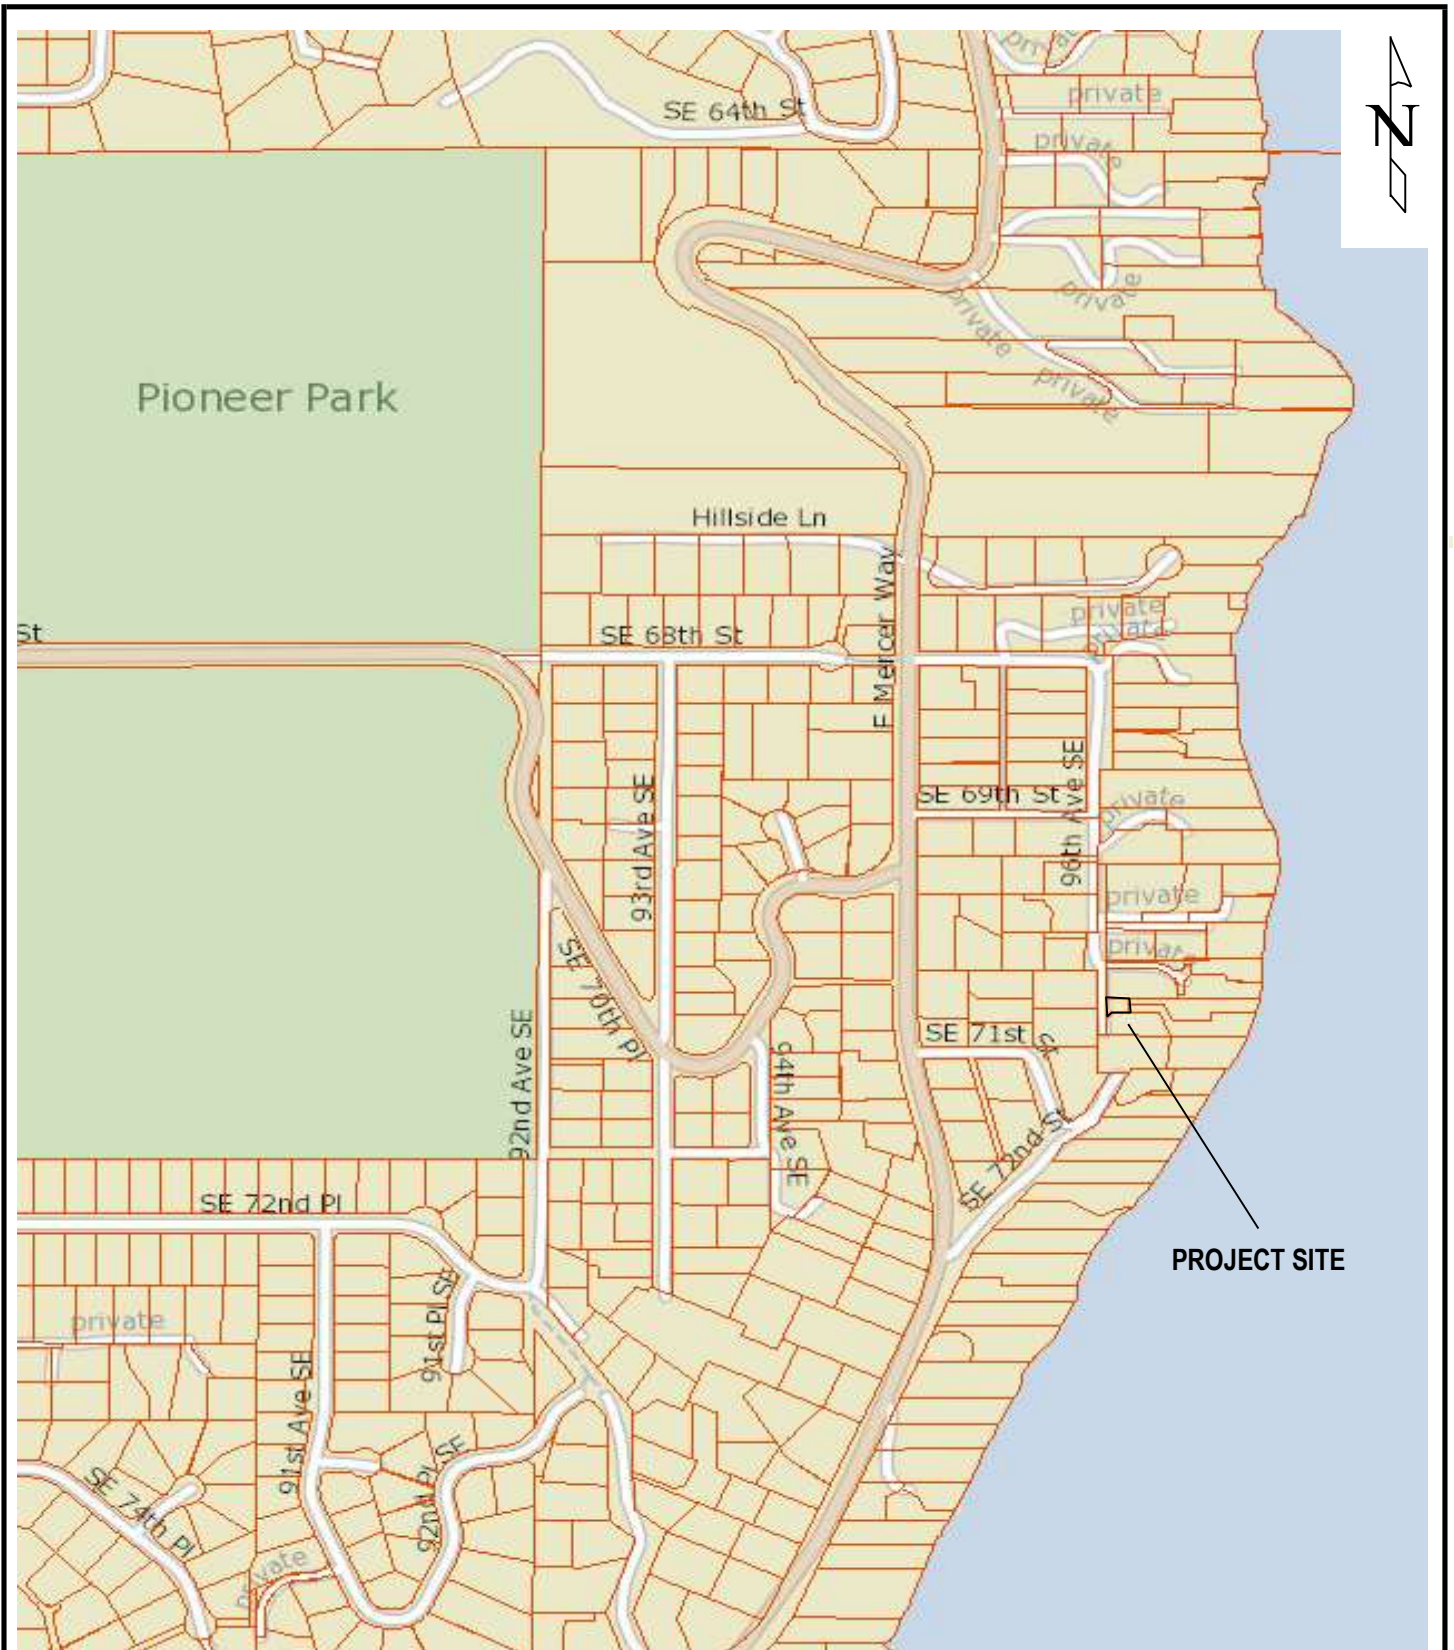 private
SE 64th St
private
N
private
private
private
Pioneer Park
private
Hillside Ln
E Mercer Way
private
private
St
SE 68th St
96th Ave SE
93rd Ave SE
SE 69th St
private
private
private
SE 70th Pl
92nd Ave SE
SE 71st St
94th Ave SE
SE 72nd St
SE 72nd Pl
PROJECT SITE
91st Pl SE
private
91st Ave SE
92nd Pl SE
SE 74th Pl
private